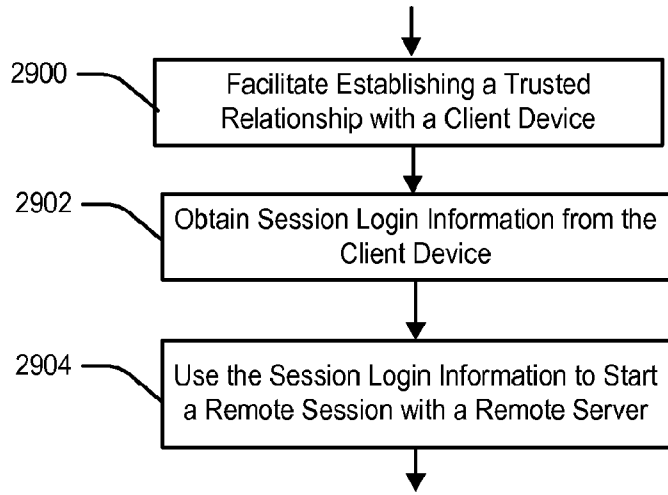 2900
Facilitate Establishing a Trusted
Relationship with a Client Device
2902
Obtain Session Login Information from the
Client Device
2904
Use the Session Login Information to Start
a Remote Session with a Remote Server